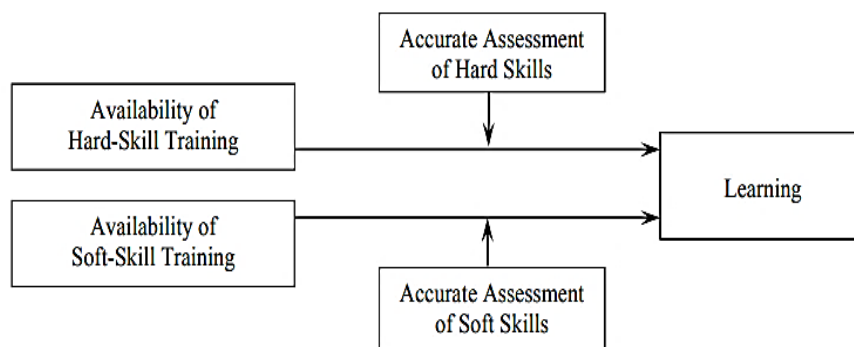 Accurate Assessment
of Hard Skills
Availability of
Hard-Skill Training
Learning
Availability of
Soft-Skill Training
Accurate Assessment
of Soft Skills